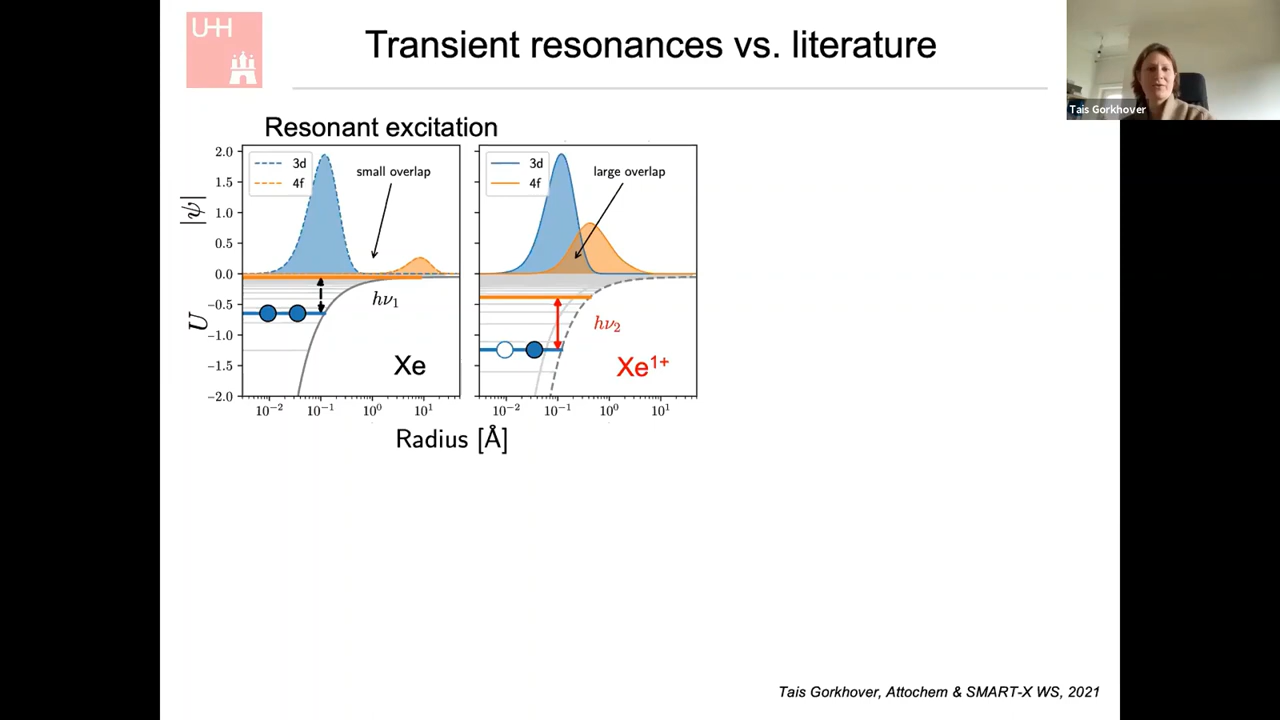 UHH
Transient resonances vs. literature
Tais Gorkhover
Resonant excitation
|ψ|
2.0
1.5
1.0
0.5
0.0
3d
4f
small overlap
3d
4f
large overlap
U
−0.5
−1.0
−1.5
−2.0
hν₁
Xe
hν₂
Xe¹⁺
10⁻² 10⁻¹ 10⁰ 10¹
10⁻² 10⁻¹ 10⁰ 10¹
Radius [Å]
Tais Gorkhover, Attochem & SMART-X WS, 2021